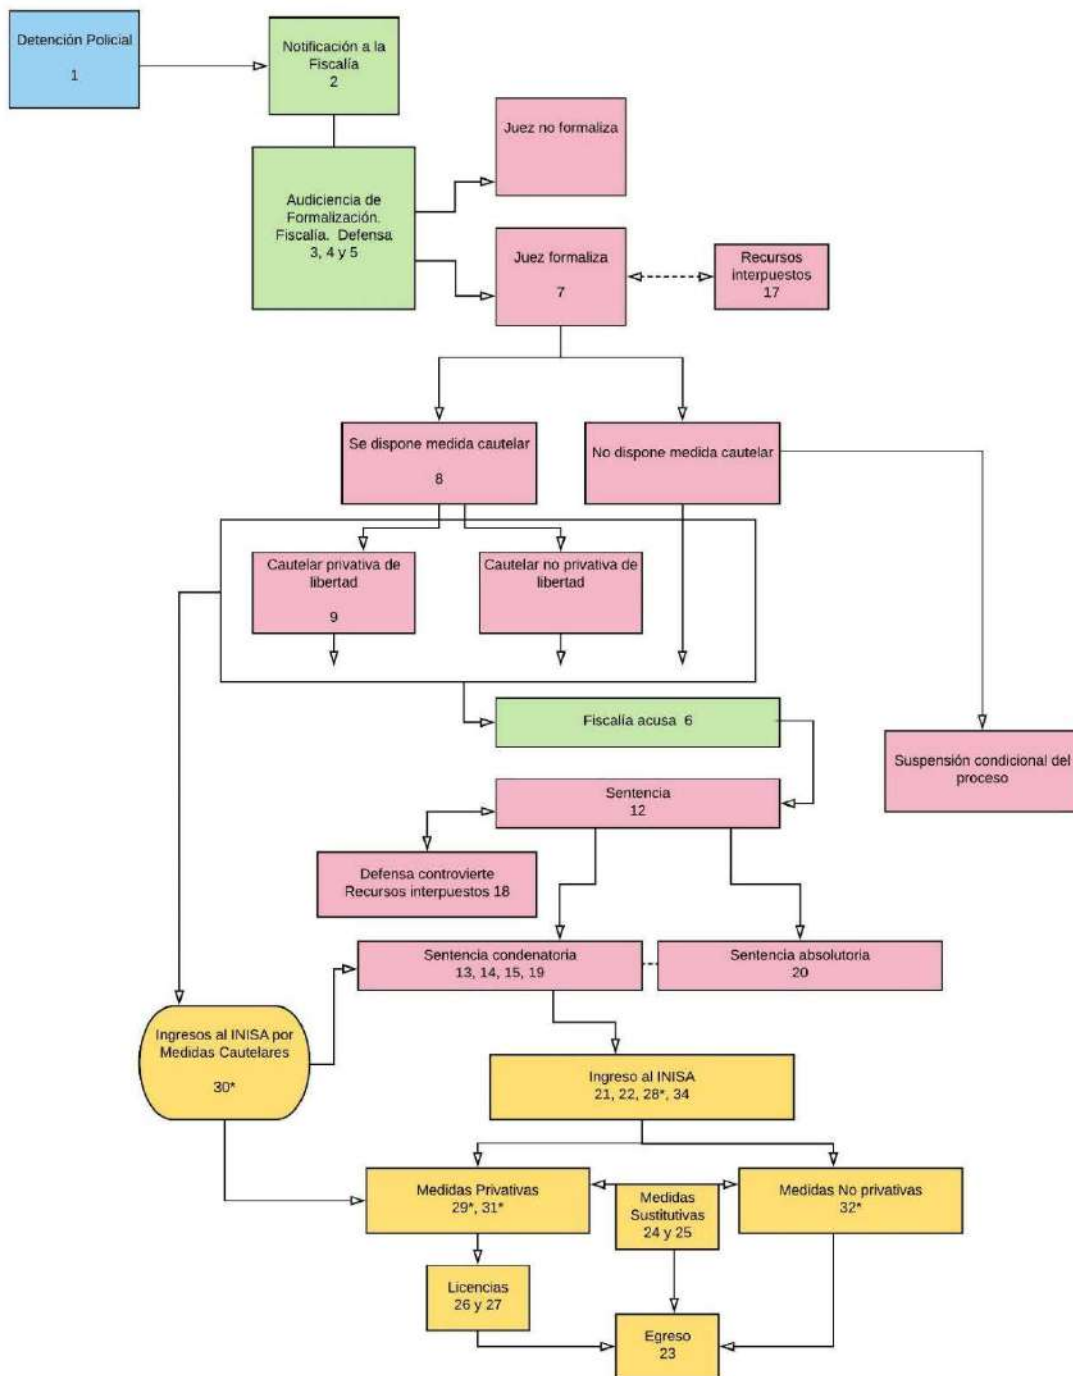 Detención Policial
1
Notificación a la
Fiscalía
2
Juez no formaliza
Audiciencia de
Formalización.
Fiscalía. Defensa
3, 4 y 5
Juez formaliza
7
Recursos
interpuestos
17
Se dispone medida cautelar
8
No dispone medida cautelar
Cautelar privativa de
libertad
9
Cautelar no privativa de
libertad
Fiscalía acusa 6
Suspensión condicional del
proceso
Sentencia
12
Defensa controvierte
Recursos interpuestos 18
Sentencia condenatoria
13, 14, 15, 19
Sentencia absolutoria
20
Ingresos al INISA por
Medidas Cautelares
30*
Ingreso al INISA
21, 22, 28*, 34
Medidas Privativas
29*, 31*
Medidas
Sustitutivas
24 y 25
Medidas No privativas
32*
Licencias
26 y 27
Egreso
23